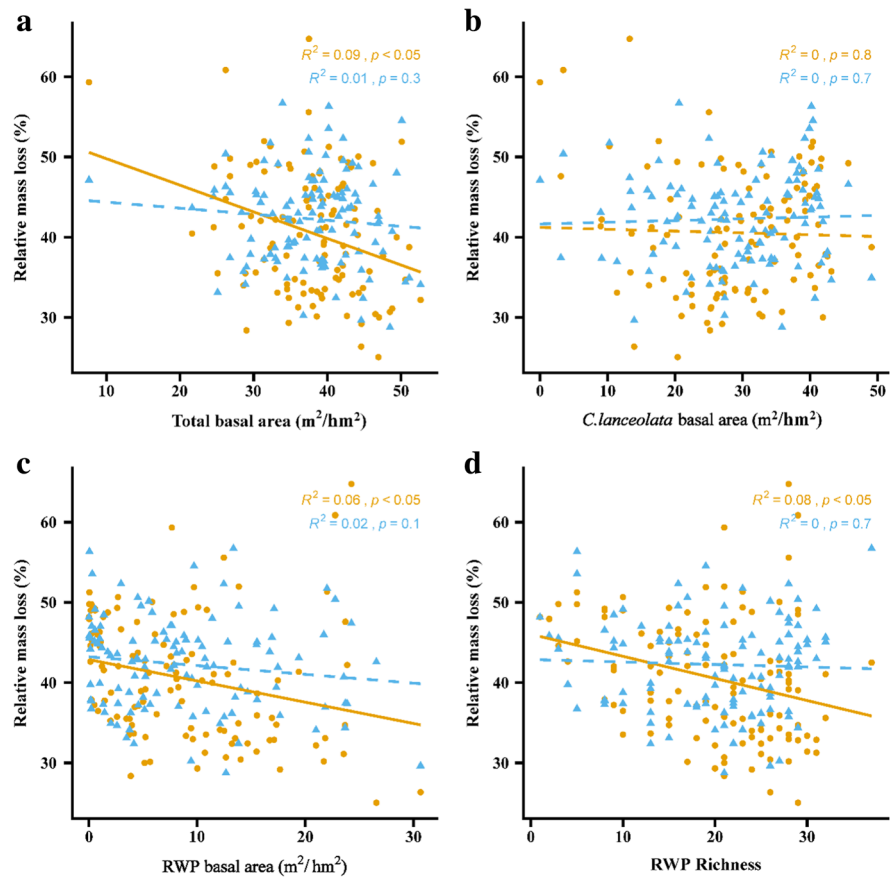 a
R² = 0.09 , p < 0.05
R² = 0.01 , p = 0.3
60
50
40
30
Relative mass loss (%)
10 20 30 40 50
Total basal area (m²/hm²)
b
R² = 0 , p = 0.8
R² = 0 , p = 0.7
60
50
40
30
Relative mass loss (%)
0 10 20 30 40 50
C.lanceolata basal area (m²/hm²)
c
R² = 0.06 , p < 0.05
R² = 0.02 , p = 0.1
60
50
40
30
Relative mass loss (%)
0 10 20 30
RWP basal area (m²/hm²)
d
R² = 0.08 , p < 0.05
R² = 0 , p = 0.7
60
50
40
30
Relative mass loss (%)
0 10 20 30
RWP Richness